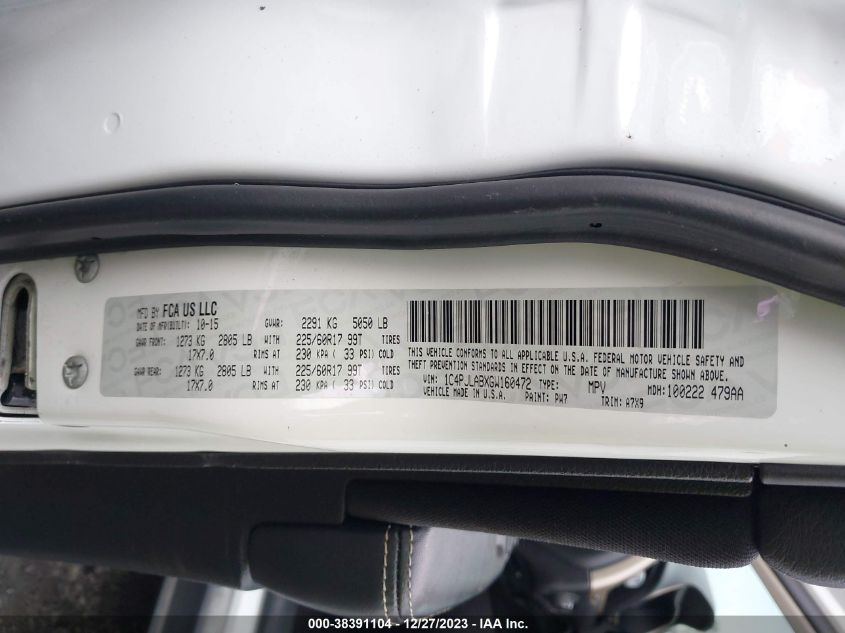 MFD BY FCA US LLC
DATE OF MFR(BUILT): 10-15 GVWR: 2291 KG 5050 LB
GAWR FRONT: 1273 KG 2805 LB WITH 225/60R17 99T TIRES
17X7.0 RIMS AT 230 KPA ( 33 PSI) COLD
GAWR REAR: 1273 KG 2805 LB WITH 225/60R17 99T TIRES
17X7.0 RIMS AT 230 KPA ( 33 PSI) COLD
THIS VEHICLE CONFORMS TO ALL APPLICABLE U.S.A. FEDERAL MOTOR VEHICLE SAFETY AND
THEFT PREVENTION STANDARDS IN EFFECT ON THE DATE OF MANUFACTURE SHOWN ABOVE.
VIN: 1C4PJLABXGW160472 TYPE: MPV MDH: 100222 479AA
VEHICLE MADE IN U.S.A. PAINT: PW7 TRIM: A7X9
000-38391104 - 12/27/2023 - IAA Inc.